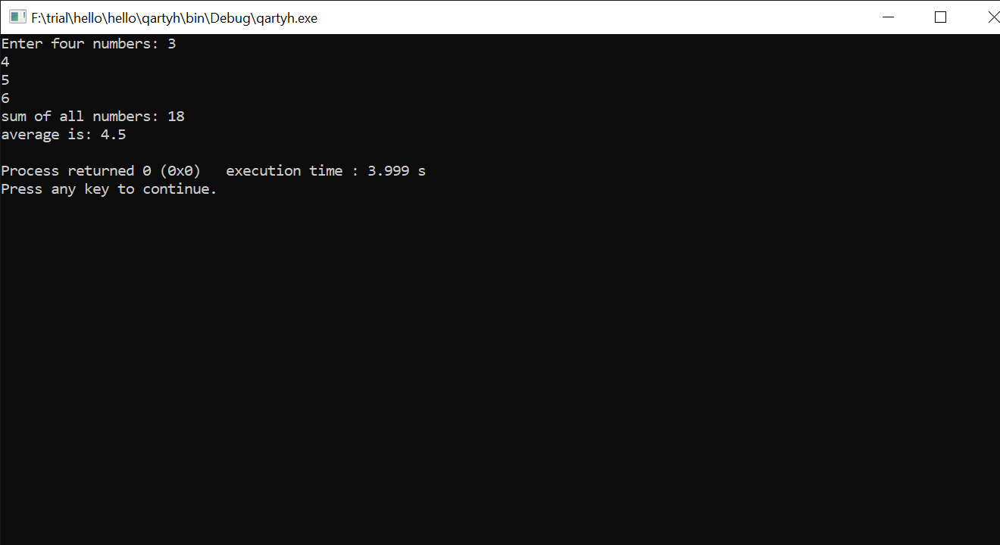 F:\trial\hello\hello\qartyh\bin\Debug\qartyh.exe
Enter four numbers: 3
4
5
6
sum of all numbers: 18
average is: 4.5
Process returned 0 (0x0)   execution time : 3.999 s
Press any key to continue.